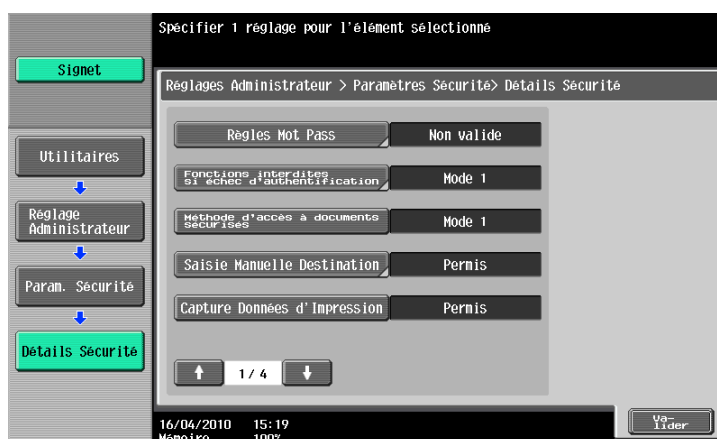 Spécifier 1 réglage pour l'élément sélectionné
Signet
Réglages Administrateur > Paramètres Sécurité> Détails Sécurité
Utilitaires
Réglage
Administrateur
Param. Sécurité
Détails Sécurité
Règles Mot Pass
Non valide
Fonctions interdites
si échec d'authentification
Mode 1
Méthode d'accès à documents
sécurisés
Mode 1
Saisie Manuelle Destination
Permis
Capture Données d'Impression
Permis
1/ 4
16/04/2010 15:19
Mémoire 100%
Va-
lider